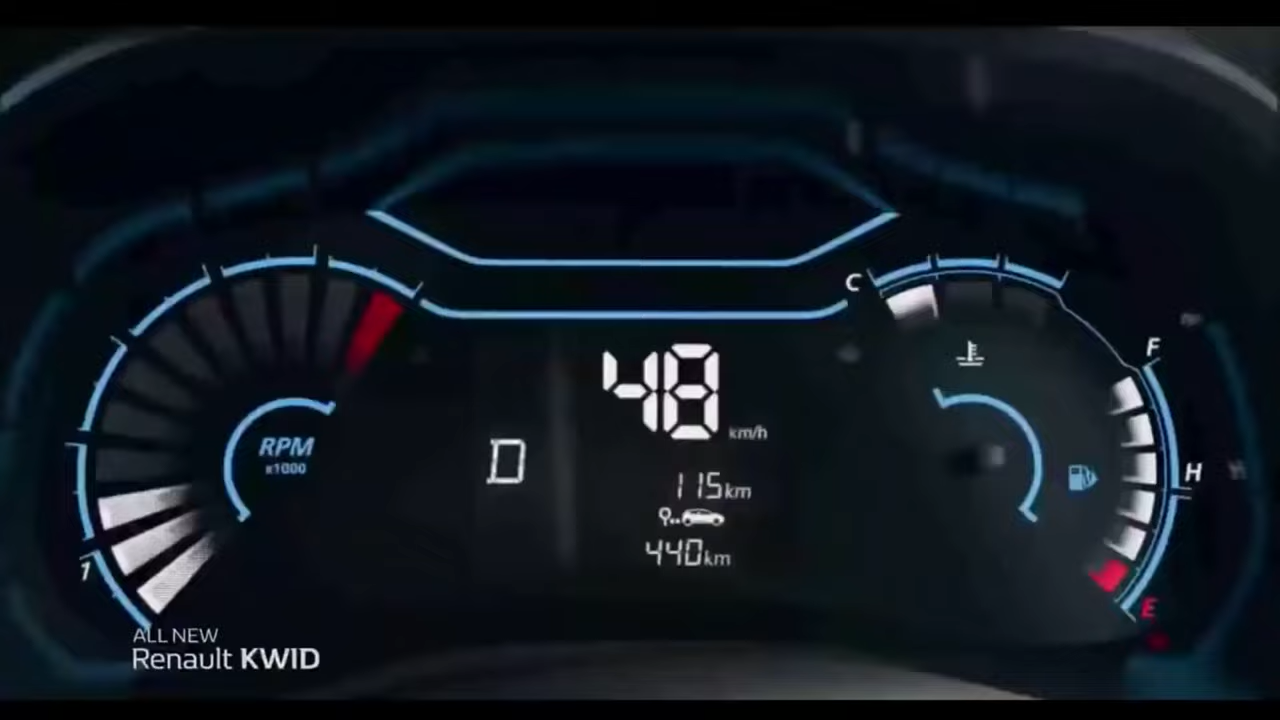 C
F
RPM
x1000
48
km/h
D
H
115km
440km
1
E
ALL NEW
Renault KWID